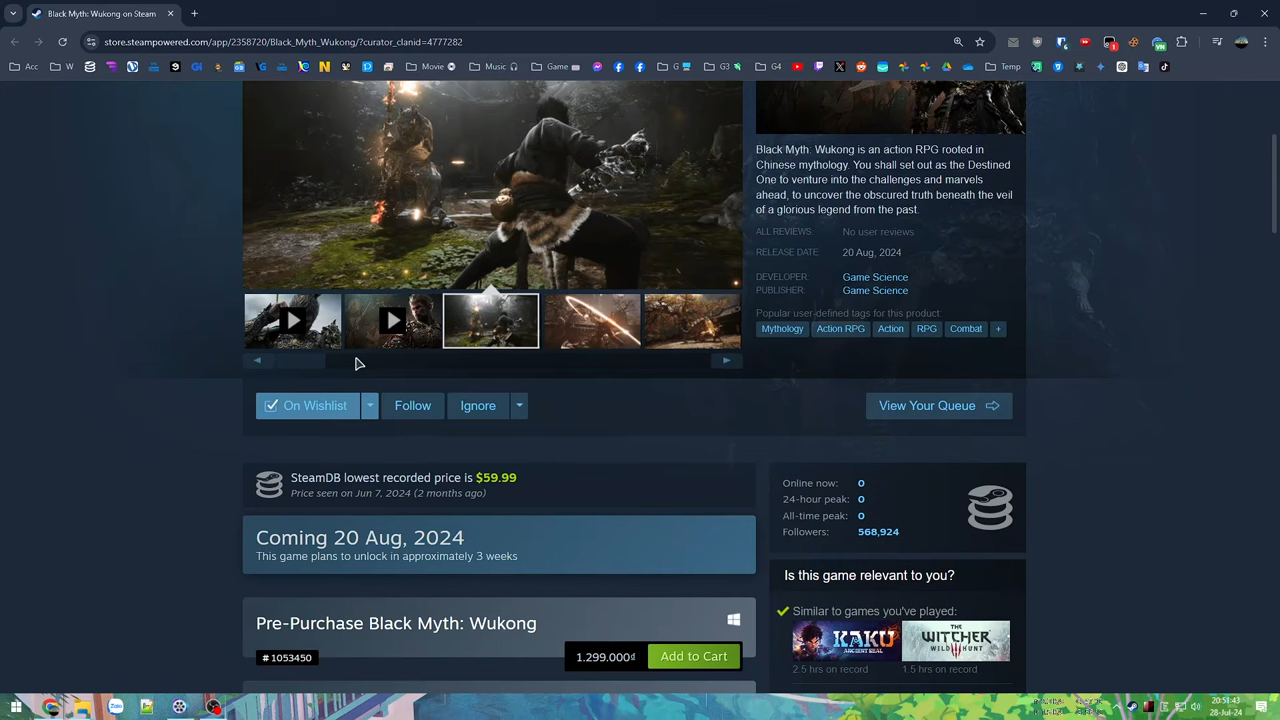 Black Myth: Wukong on Steam
store.steampowered.com/app/2358720/Black_Myth_Wukong/?curator_clanid=4777282
Acc
W
Movie
Music
Game
G
G3
G4
Temp
Black Myth: Wukong is an action RPG rooted in
Chinese mythology. You shall set out as the Destined
One to venture into the challenges and marvels
ahead, to uncover the obscured truth beneath the veil
of a glorious legend from the past.
ALL REVIEWS: No user reviews
RELEASE DATE: 20 Aug, 2024
DEVELOPER: Game Science
PUBLISHER: Game Science
Popular user-defined tags for this product:
Mythology Action RPG Action RPG Combat +
On Wishlist Follow Ignore View Your Queue
SteamDB lowest recorded price is $59.99
Price seen on Jun 7, 2024 (2 months ago)
Online now: 0
24-hour peak: 0
All-time peak: 0
Followers: 568,924
Coming 20 Aug, 2024
This game plans to unlock in approximately 3 weeks
Is this game relevant to you?
Similar to games you've played:
KAKU
ANCIENT SEAL
THE
WITCHER
WILD HUNT
2.5 hrs on record 1.5 hrs on record
Pre-Purchase Black Myth: Wukong
# 1053450
1.299.000₫ Add to Cart
Zalo
20:51:43
28-Jul-24